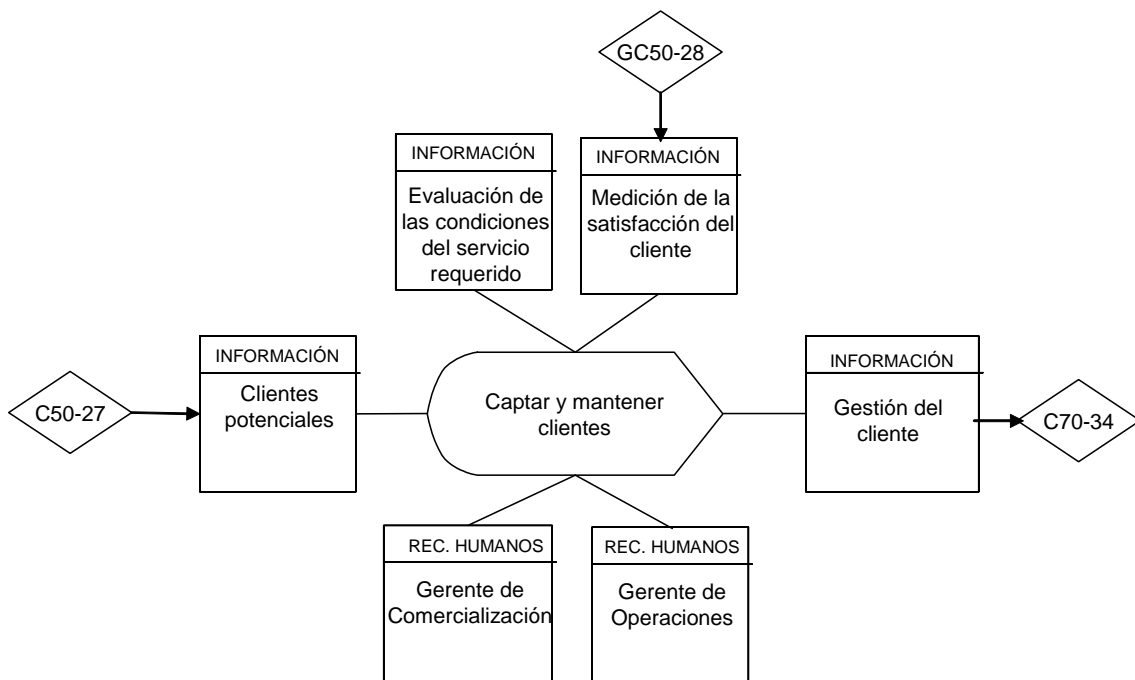 GC50-28
INFORMACIÓN
Evaluación de
las condiciones
del servicio
requerido
INFORMACIÓN
Medición de la
satisfacción del
cliente
C50-27
INFORMACIÓN
Clientes
potenciales
Captar y mantener
clientes
INFORMACIÓN
Gestión del
cliente
C70-34
REC. HUMANOS
Gerente de
Comercialización
REC. HUMANOS
Gerente de
Operaciones